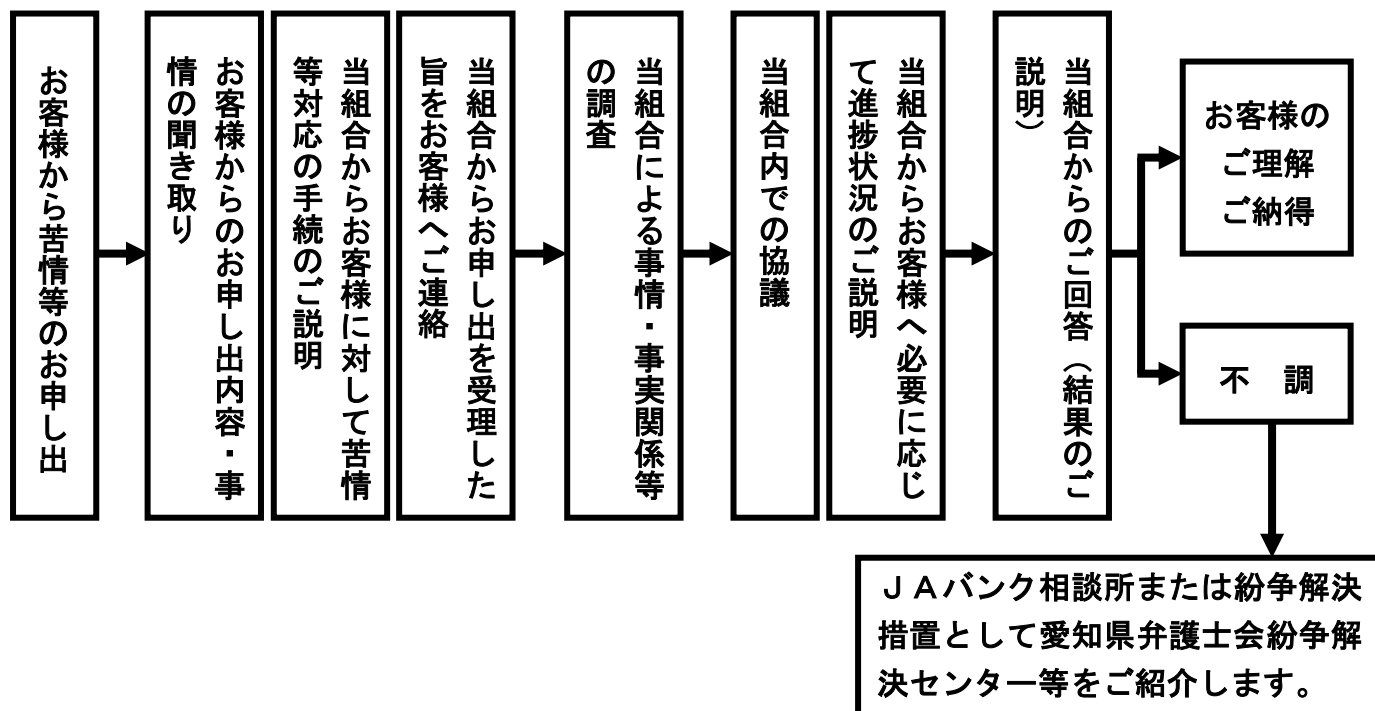 お客様から苦情等のお申し出
お客様からのお申し出内容・事
情の聞き取り
当組合からお客様に対して苦情
等対応の手続のご説明
当組合からお申し出を受理した
旨をお客様へご連絡
当組合による事情・事実関係等
の調査
当組合内での協議
当組合からお客様へ必要に応じ
て進捗状況のご説明
当組合からのご回答（結果のご
説明）
お客様の
ご理解
ご納得
不　調
ＪＡバンク相談所または紛争解決
措置として愛知県弁護士会紛争解
決センター等をご紹介します。